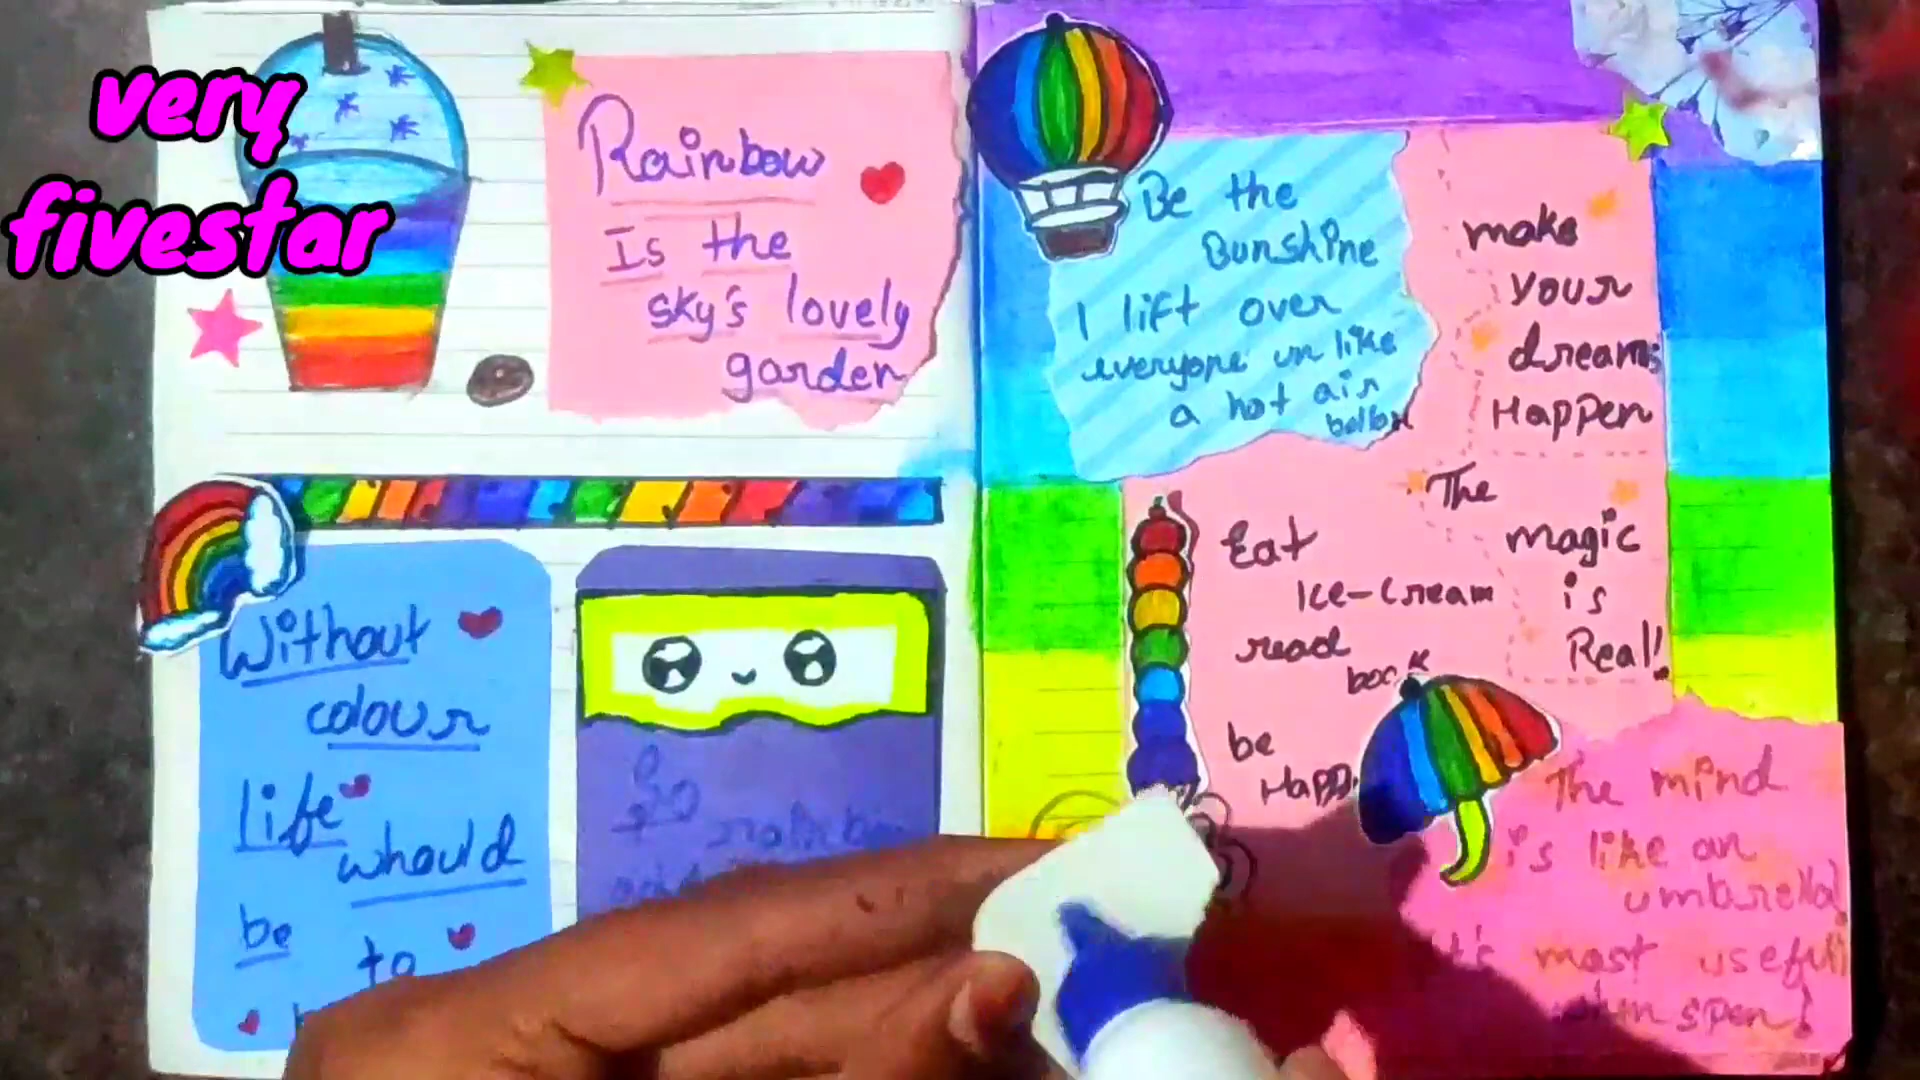 very
fivestar
Rainbow
Is the
sky's lovely
garden
Without
colour
Life
whould
be
to
Be the
Sunshine
I lift over
everyone un like
a hot air
ballon
make
your
dreams
Happen
The
magic
is
Real!
Eat
Ice-Cream
read
book
be
The mind
is like an
umbrella
It's most useful